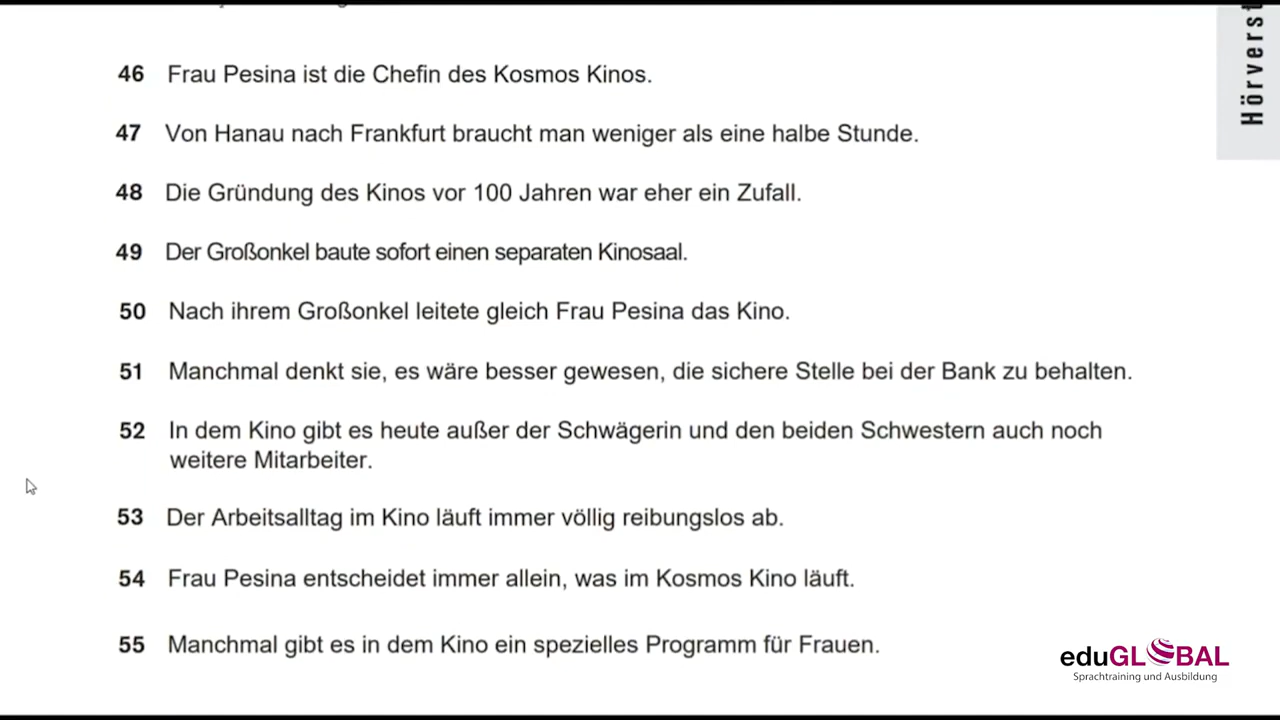 46 Frau Pesina ist die Chefin des Kosmos Kinos.
47 Von Hanau nach Frankfurt braucht man weniger als eine halbe Stunde.
48 Die Gründung des Kinos vor 100 Jahren war eher ein Zufall.
49 Der Großonkel baute sofort einen separaten Kinosaal.
50 Nach ihrem Großonkel leitete gleich Frau Pesina das Kino.
51 Manchmal denkt sie, es wäre besser gewesen, die sichere Stelle bei der Bank zu behalten.
52 In dem Kino gibt es heute außer der Schwägerin und den beiden Schwestern auch noch
weitere Mitarbeiter.
53 Der Arbeitsalltag im Kino läuft immer völlig reibungslos ab.
54 Frau Pesina entscheidet immer allein, was im Kosmos Kino läuft.
55 Manchmal gibt es in dem Kino ein spezielles Programm für Frauen.
Hörverst
eduGLOBAL
Sprachtraining und Ausbildung